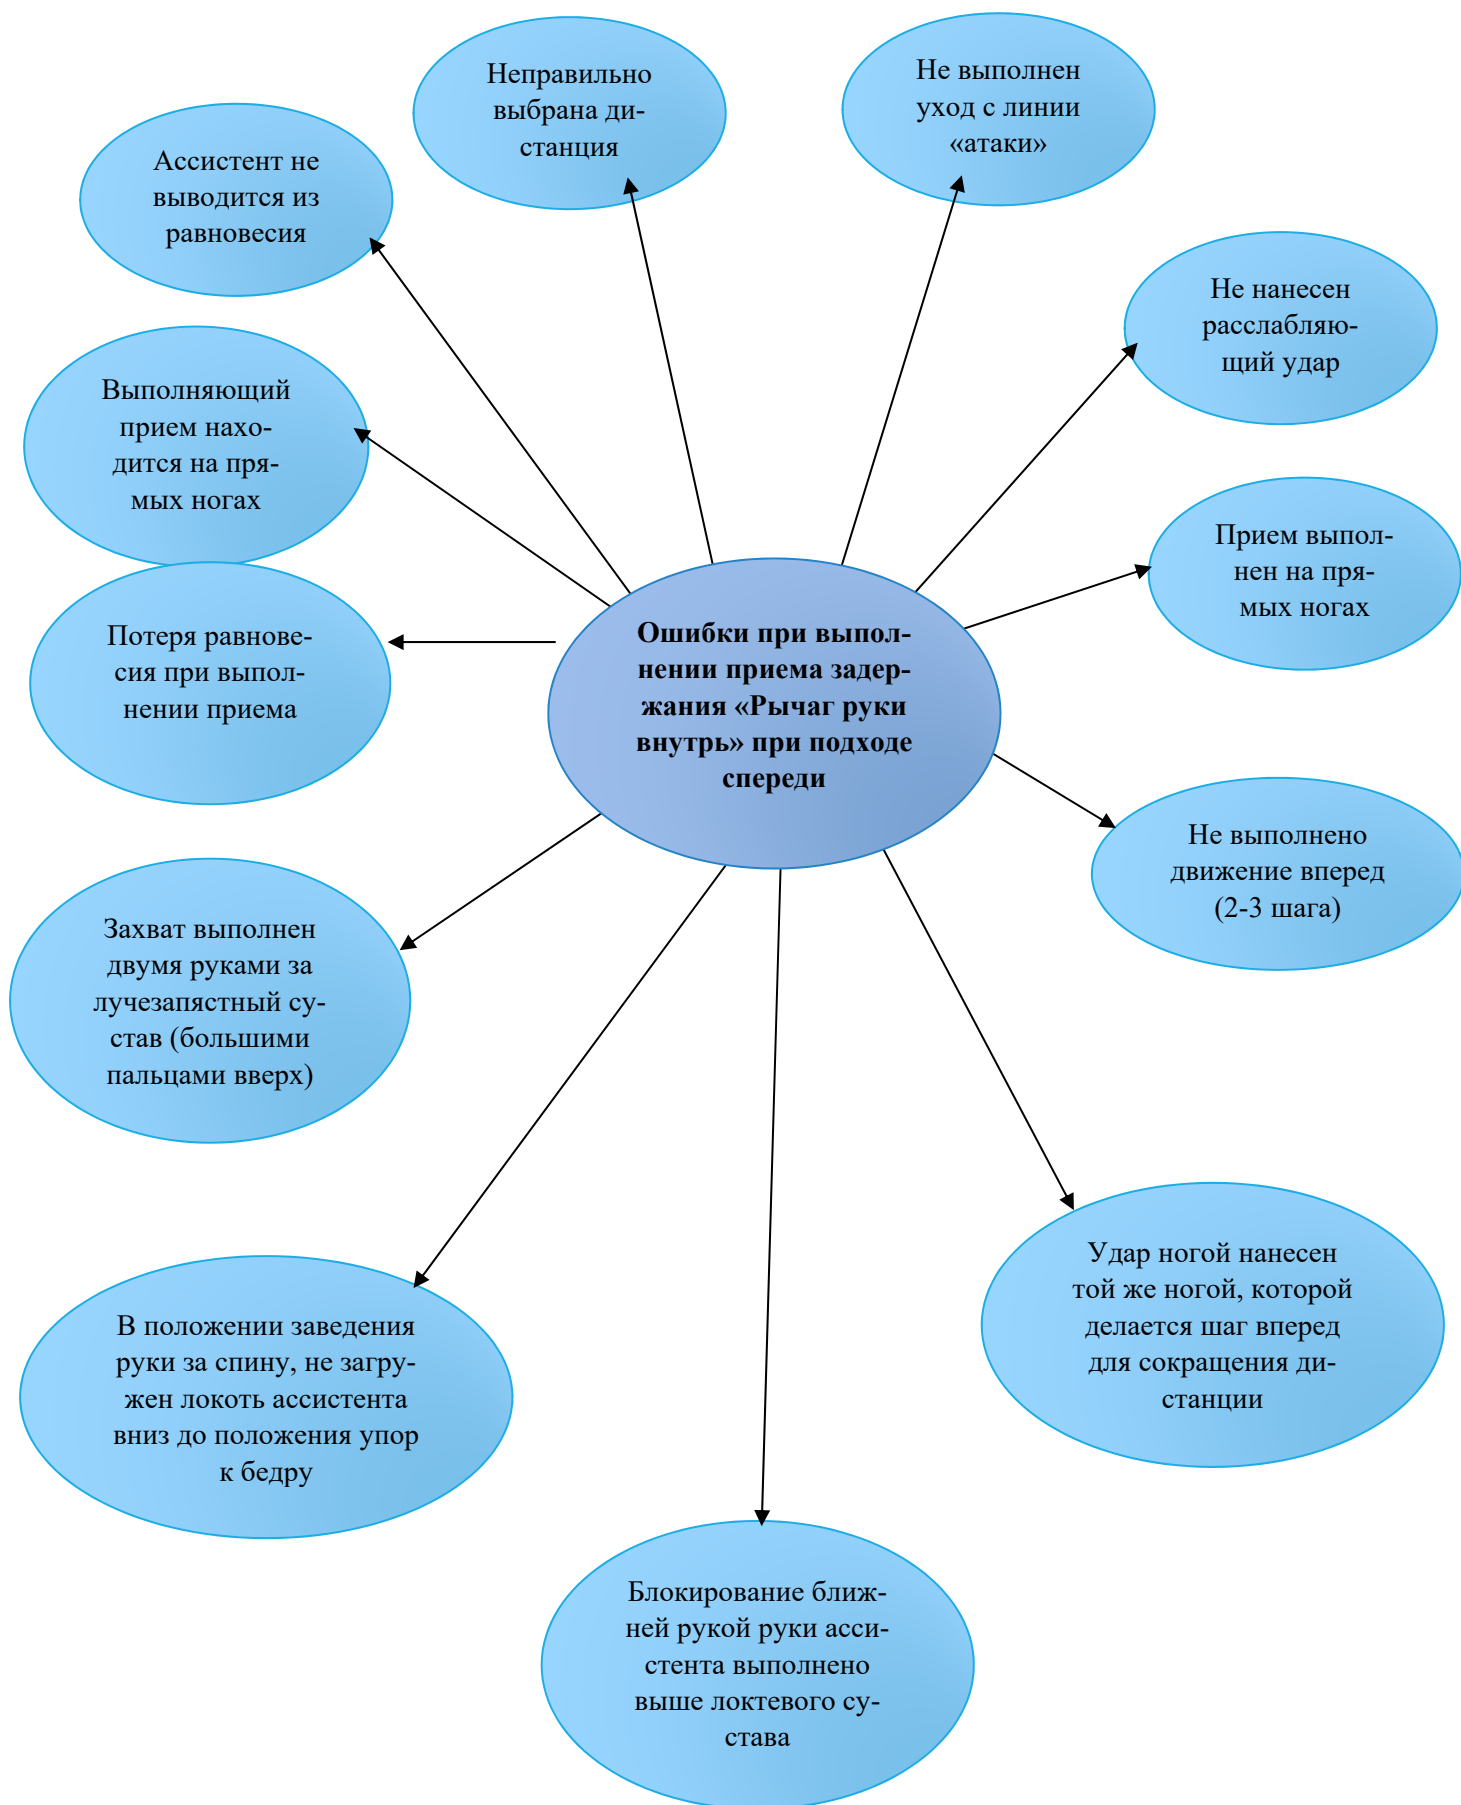 Неправильно
выбрана ди-
станция
Не выполнен
уход с линии
«атаки»
Ассистент не
выводится из
равновесия
Не нанесен
расслабляю-
щий удар
Выполняющий
прием нахо-
дится на пря-
мых ногах
Прием выпол-
нен на пря-
мых ногах
Потеря равнове-
сия при выпол-
нении приема
Ошибки при выпол-
нении приема задер-
жания «Рычаг руки
внутрь» при подходе
спереди
Не выполнено
движение вперед
(2-3 шага)
Захват выполнен
двумя руками за
лучезапястный су-
став (большими
пальцами вверх)
Удар ногой нанесен
той же ногой, которой
делается шаг вперед
для сокращения ди-
станции
В положении заведения
руки за спину, не загру-
жен локоть ассистента
вниз до положения упор
к бедру
Блокирование ближ-
ней рукой руки асси-
стента выполнено
выше локтевого су-
става